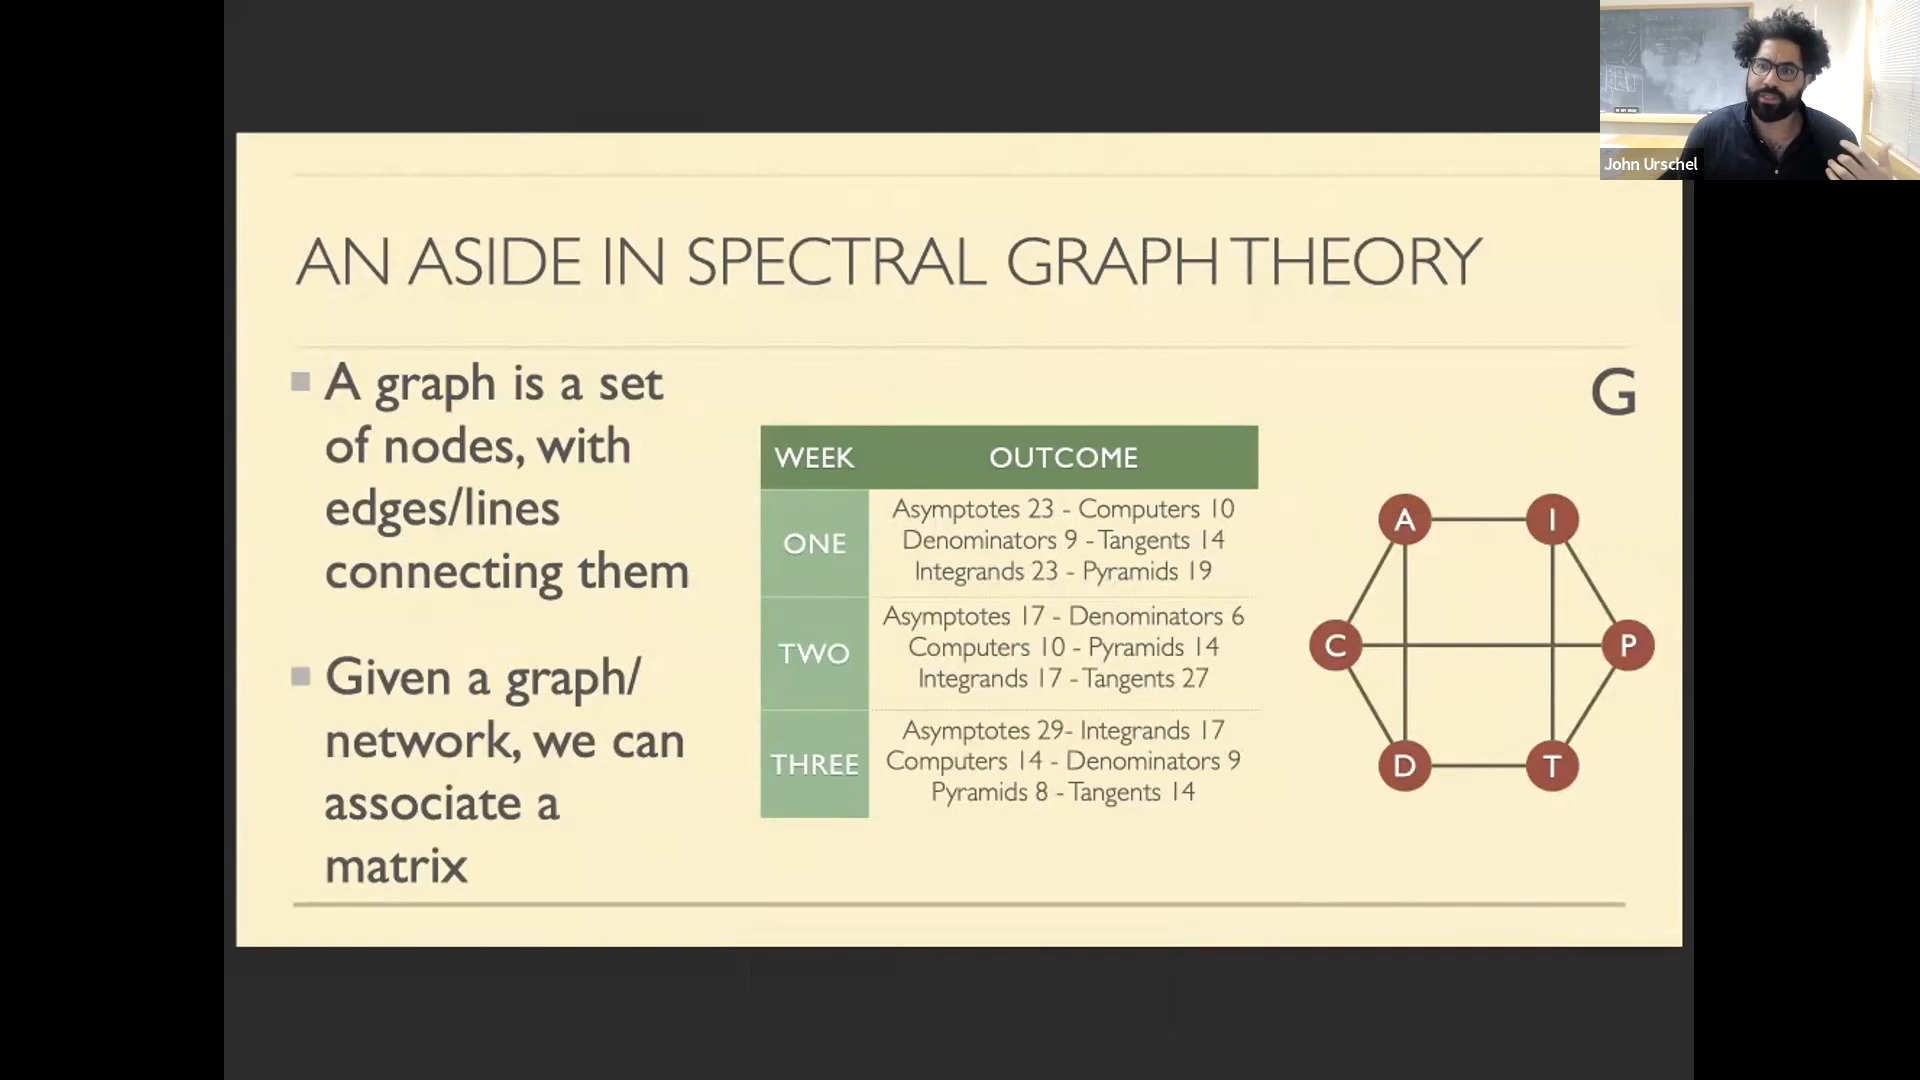 John Urschel
AN ASIDE IN SPECTRAL GRAPH THEORY
A graph is a set
of nodes, with
edges/lines
connecting them
Given a graph/
network, we can
associate a
matrix
WEEK OUTCOME
ONE
Asymptotes 23 - Computers 10
Denominators 9 - Tangents 14
Integrands 23 - Pyramids 19
TWO
Asymptotes 17 - Denominators 6
Computers 10 - Pyramids 14
Integrands 17 - Tangents 27
THREE
Asymptotes 29- Integrands 17
Computers 14 - Denominators 9
Pyramids 8 - Tangents 14
G
A I
C P
D T